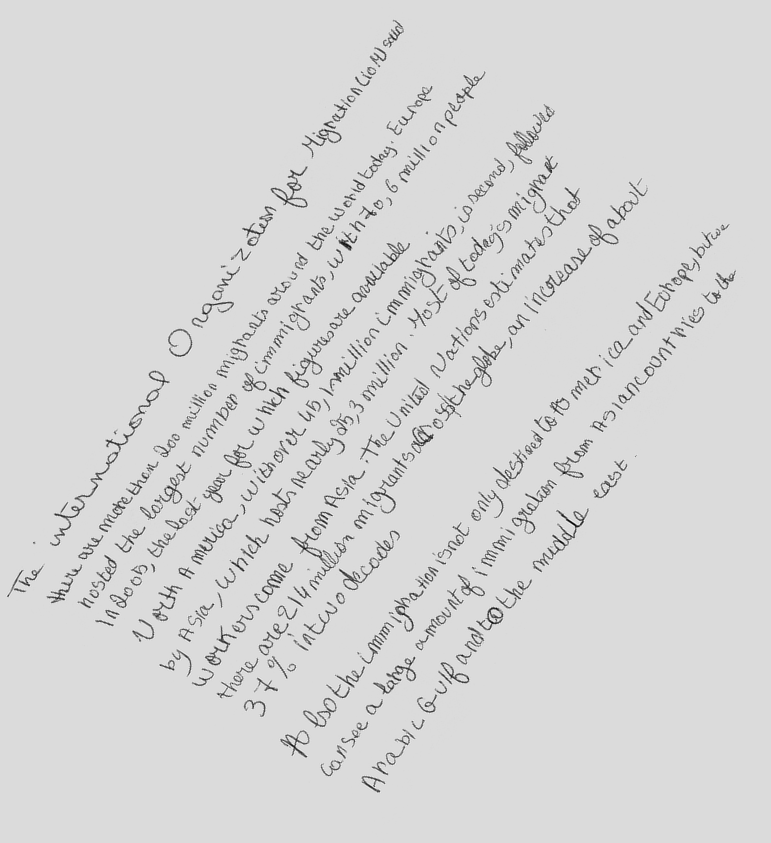 The international Organization for Migration (IOM) said
there are more than 200 million migrants around the world today. Europe
hosted the largest number of immigrants, with 70,6 million people
in 2005, the last year for which figures are available
North America, with over 45,1 million immigrants, is second, followed
by Asia, which hosts nearly 25,3 million. Most of today's migrant
workers come from Asia. The United Nations estimates that
there are 214 million migrants across the globe, an increase of about
37% in two decades
Also the immigration is not only destined to America and Europe, but we
can see a large amount of immigration from Asian countries to the
Arabic Gulf and to the middle east.